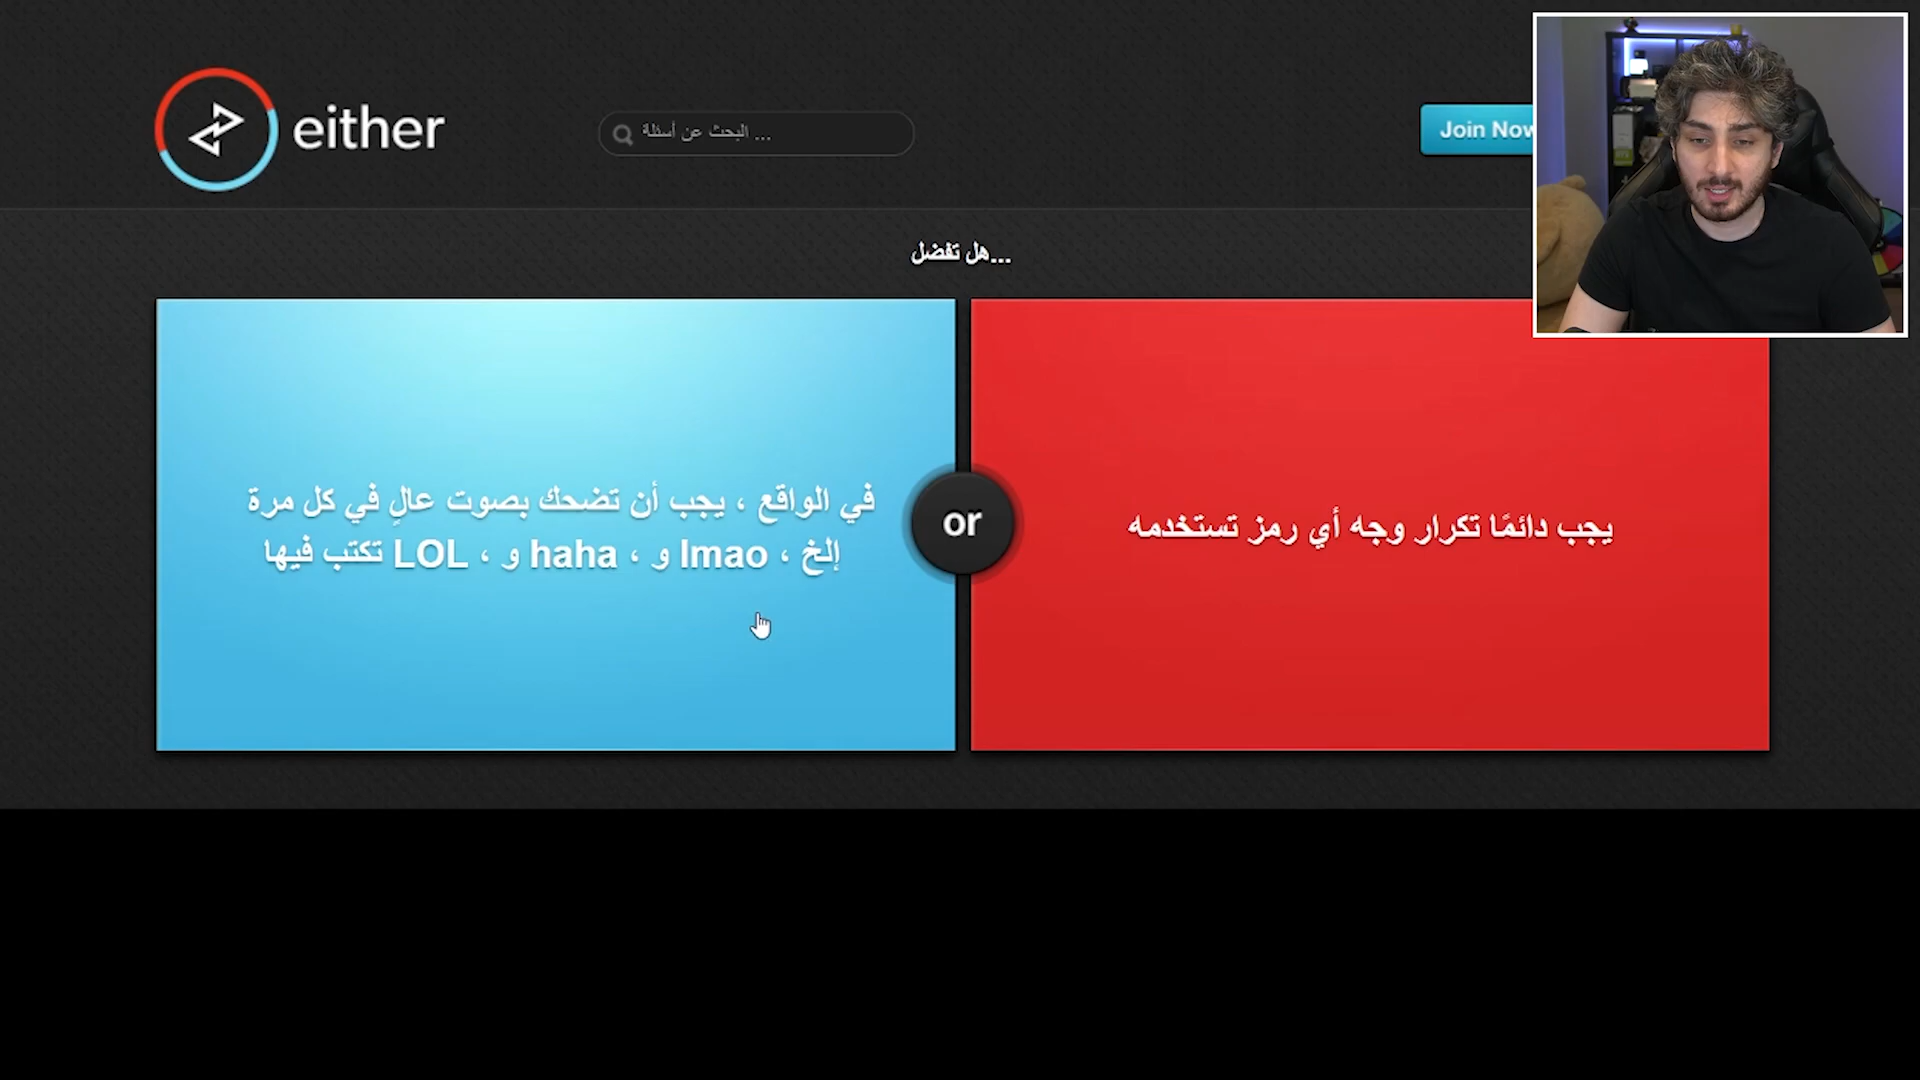 either
البحث عن أسئلة ...
Join Now
هل تفضل...
في الواقع ، يجب أن تضحك بصوت عالٍ في كل مرة
تكتب فيها LOL ، و haha ، و lmao ، إلخ
or
يجب دائمًا تكرار وجه أي رمز تستخدمه